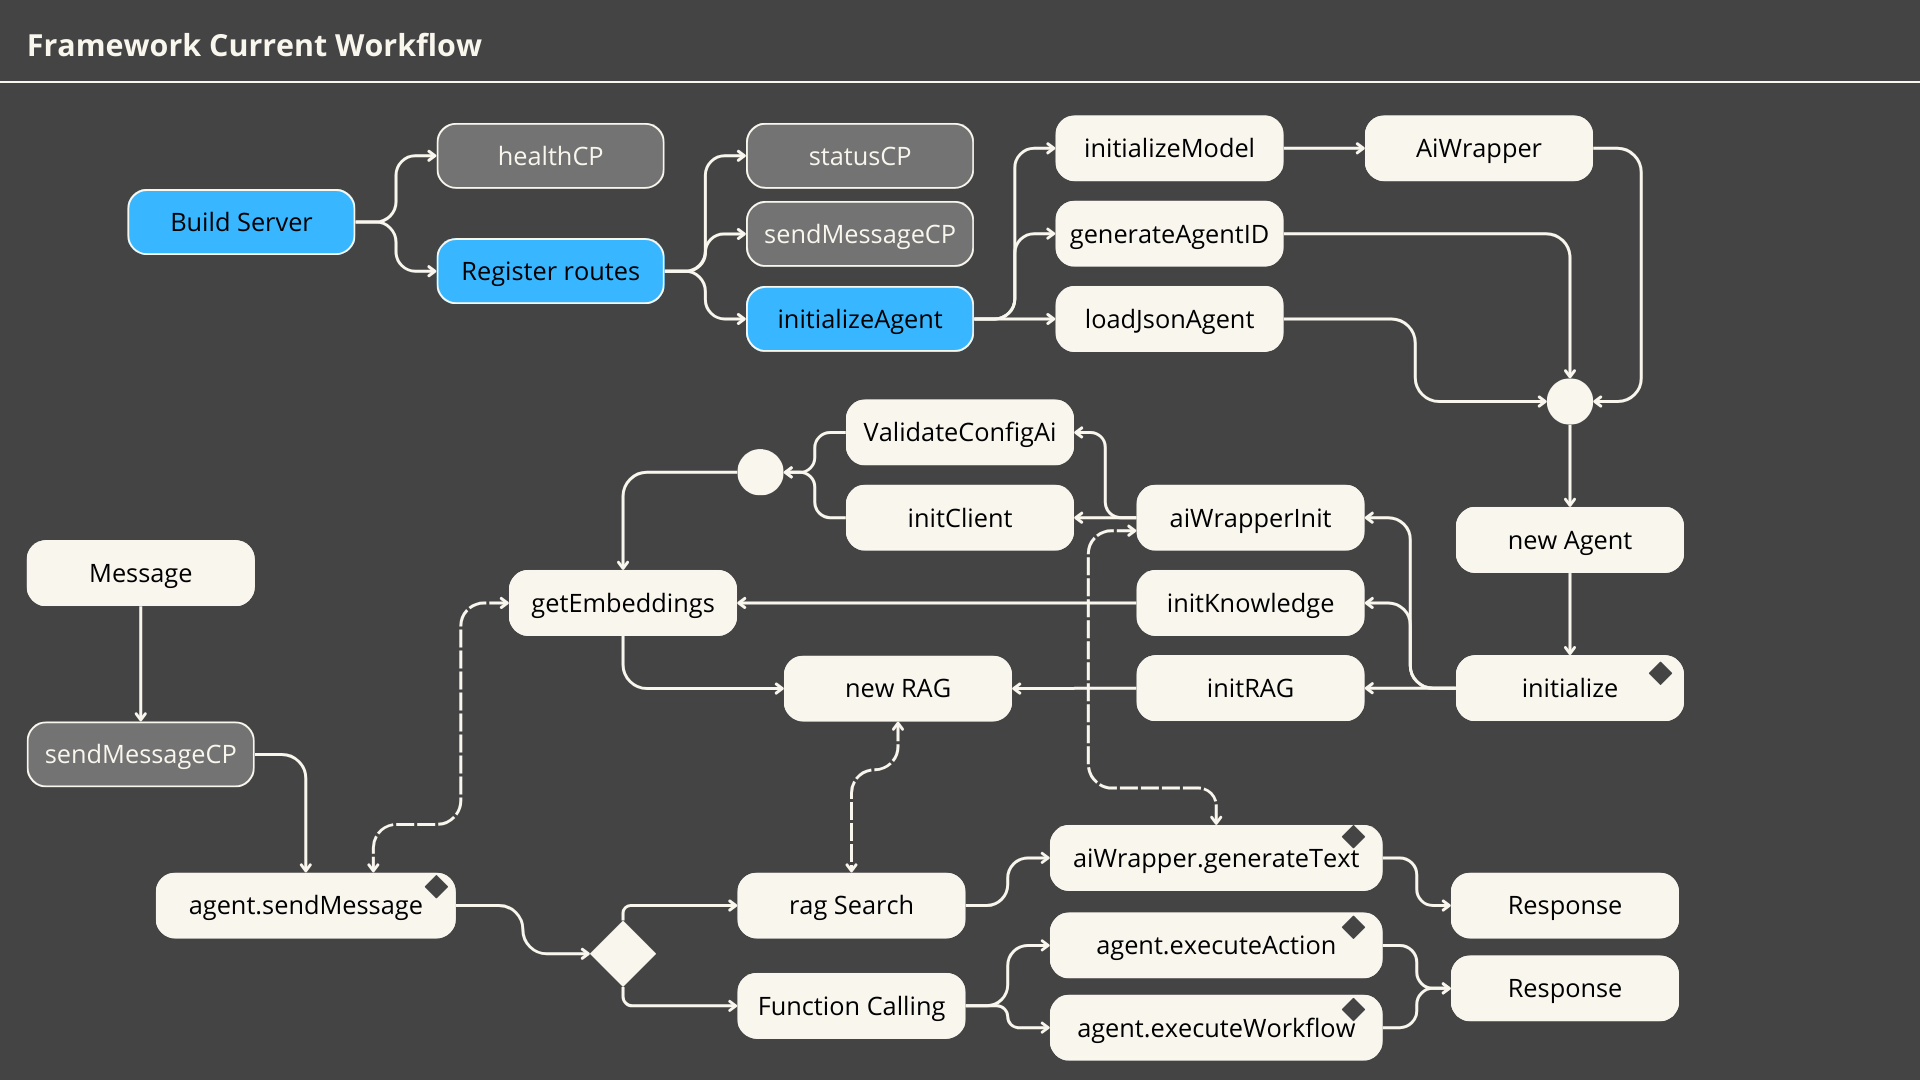 Framework Current Workflow
healthCP
statusCP
initializeModel
AiWrapper
Build Server
sendMessageCP
generateAgentID
Register routes
initializeAgent
loadJsonAgent
ValidateConfigAi
initClient
aiWrapperInit
new Agent
Message
getEmbeddings
initKnowledge
new RAG
initRAG
initialize
sendMessageCP
agent.sendMessage
rag Search
aiWrapper.generateText
Response
agent.executeAction
Function Calling
Response
agent.executeWorkflow